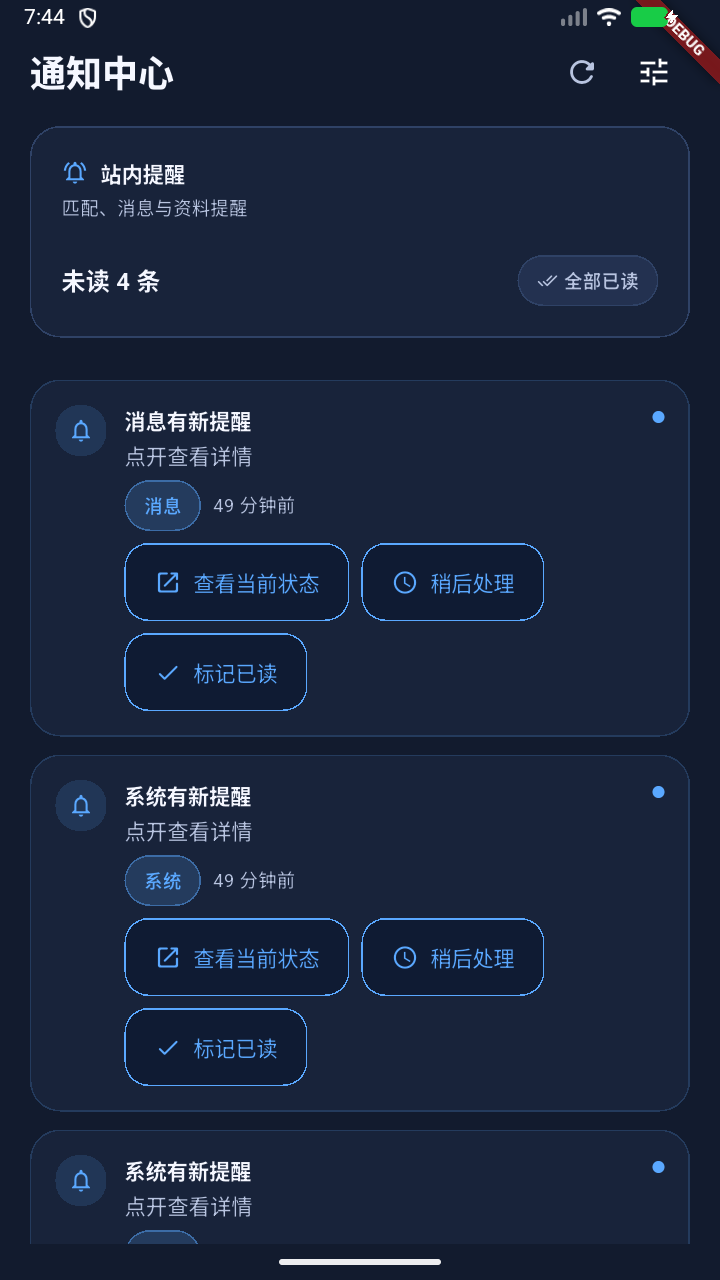 7:44
DEBUG
通知中心
站内提醒
匹配、消息与资料提醒
未读 4 条
全部已读
消息有新提醒
点开查看详情
消息 49 分钟前
查看当前状态 稍后处理
标记已读
系统有新提醒
点开查看详情
系统 49 分钟前
查看当前状态 稍后处理
标记已读
系统有新提醒
点开查看详情